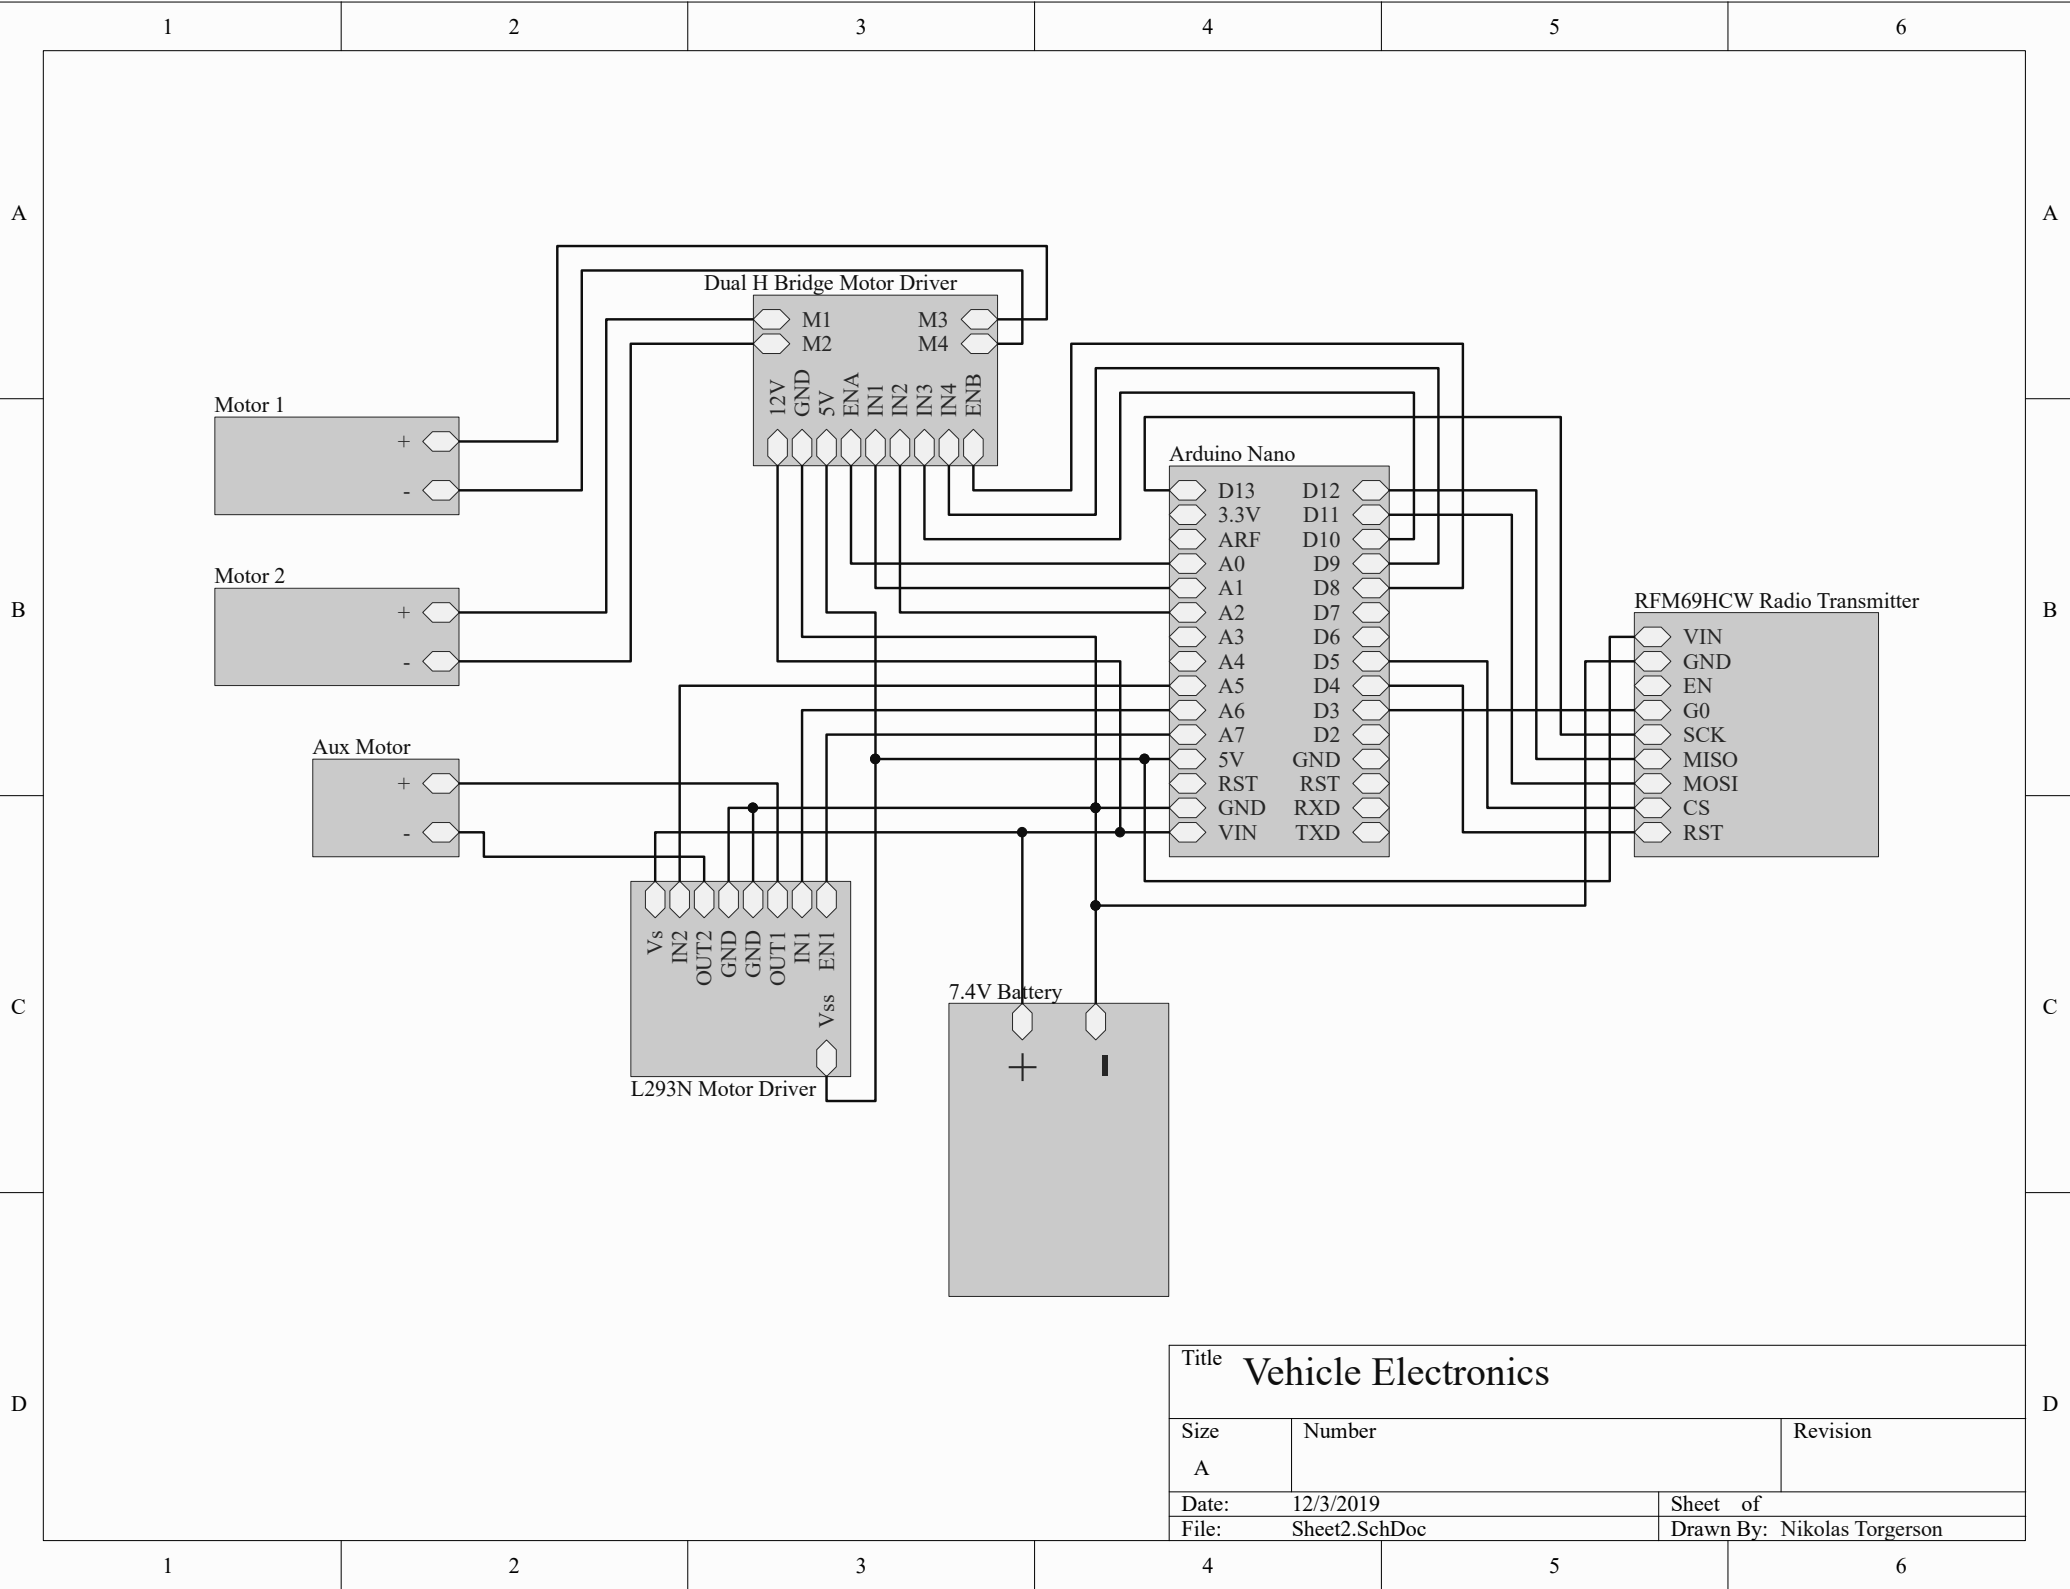 1 2 3 4 5 6
A A
Dual H Bridge Motor Driver
M1 M3
M2 M4
12V GND 5V ENA IN1 IN2 IN3 IN4 ENB
Motor 1
+
-
Arduino Nano
D13 D12
3.3V D11
ARF D10
A0 D9
A1 D8
A2 D7
A3 D6
A4 D5
A5 D4
A6 D3
A7 D2
5V GND
RST RST
GND RXD
VIN TXD
Motor 2
+
-
B B
RFM69HCW Radio Transmitter
VIN
GND
EN
G0
SCK
MISO
MOSI
CS
RST
Aux Motor
+
-
Vs IN2 OUT2 GND GND OUT1 IN1 EN1
Vss
L293N Motor Driver
7.4V Battery
+ -
C C
D D
Title Vehicle Electronics
Size Number Revision
A
Date: 12/3/2019 Sheet of
File: Sheet2.SchDoc Drawn By: Nikolas Torgerson
1 2 3 4 5 6